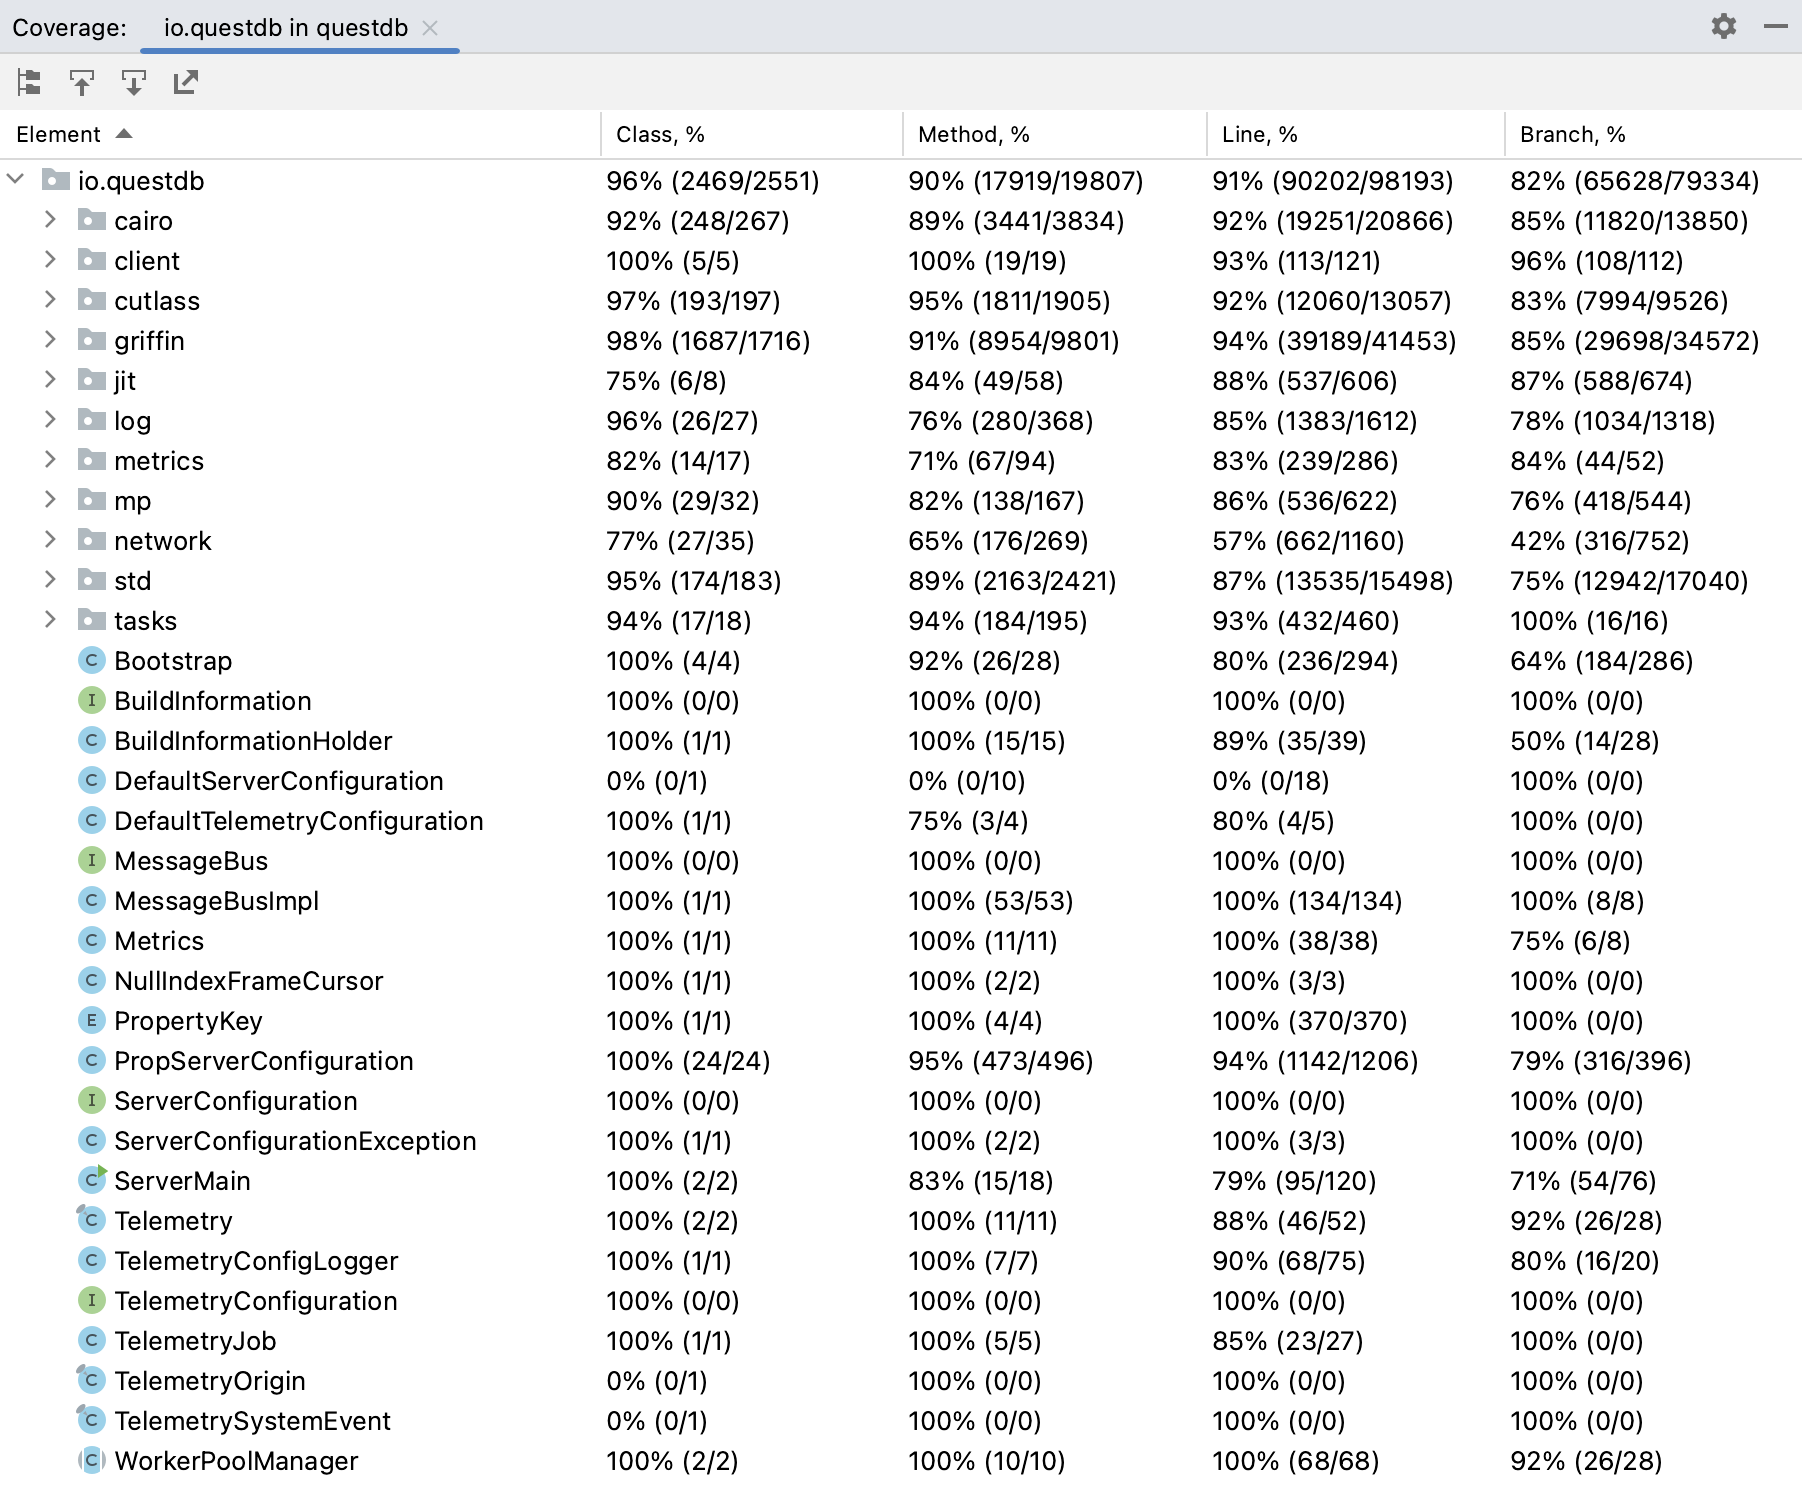 Coverage: io.questdb in questdb
Element Class, % Method, % Line, % Branch, %
io.questdb 96% (2469/2551) 90% (17919/19807) 91% (90202/98193) 82% (65628/79334)
cairo 92% (248/267) 89% (3441/3834) 92% (19251/20866) 85% (11820/13850)
client 100% (5/5) 100% (19/19) 93% (113/121) 96% (108/112)
cutlass 97% (193/197) 95% (1811/1905) 92% (12060/13057) 83% (7994/9526)
griffin 98% (1687/1716) 91% (8954/9801) 94% (39189/41453) 85% (29698/34572)
jit 75% (6/8) 84% (49/58) 88% (537/606) 87% (588/674)
log 96% (26/27) 76% (280/368) 85% (1383/1612) 78% (1034/1318)
metrics 82% (14/17) 71% (67/94) 83% (239/286) 84% (44/52)
mp 90% (29/32) 82% (138/167) 86% (536/622) 76% (418/544)
network 77% (27/35) 65% (176/269) 57% (662/1160) 42% (316/752)
std 95% (174/183) 89% (2163/2421) 87% (13535/15498) 75% (12942/17040)
tasks 94% (17/18) 94% (184/195) 93% (432/460) 100% (16/16)
C Bootstrap 100% (4/4) 92% (26/28) 80% (236/294) 64% (184/286)
I BuildInformation 100% (0/0) 100% (0/0) 100% (0/0) 100% (0/0)
C BuildInformationHolder 100% (1/1) 100% (15/15) 89% (35/39) 50% (14/28)
C DefaultServerConfiguration 0% (0/1) 0% (0/10) 0% (0/18) 100% (0/0)
C DefaultTelemetryConfiguration 100% (1/1) 75% (3/4) 80% (4/5) 100% (0/0)
I MessageBus 100% (0/0) 100% (0/0) 100% (0/0) 100% (0/0)
C MessageBusImpl 100% (1/1) 100% (53/53) 100% (134/134) 100% (8/8)
C Metrics 100% (1/1) 100% (11/11) 100% (38/38) 75% (6/8)
C NullIndexFrameCursor 100% (1/1) 100% (2/2) 100% (3/3) 100% (0/0)
E PropertyKey 100% (1/1) 100% (4/4) 100% (370/370) 100% (0/0)
C PropServerConfiguration 100% (24/24) 95% (473/496) 94% (1142/1206) 79% (316/396)
I ServerConfiguration 100% (0/0) 100% (0/0) 100% (0/0) 100% (0/0)
C ServerConfigurationException 100% (1/1) 100% (2/2) 100% (3/3) 100% (0/0)
C ServerMain 100% (2/2) 83% (15/18) 79% (95/120) 71% (54/76)
C Telemetry 100% (2/2) 100% (11/11) 88% (46/52) 92% (26/28)
C TelemetryConfigLogger 100% (1/1) 100% (7/7) 90% (68/75) 80% (16/20)
I TelemetryConfiguration 100% (0/0) 100% (0/0) 100% (0/0) 100% (0/0)
C TelemetryJob 100% (1/1) 100% (5/5) 85% (23/27) 100% (0/0)
C TelemetryOrigin 0% (0/1) 100% (0/0) 100% (0/0) 100% (0/0)
C TelemetrySystemEvent 0% (0/1) 100% (0/0) 100% (0/0) 100% (0/0)
C WorkerPoolManager 100% (2/2) 100% (10/10) 100% (68/68) 92% (26/28)